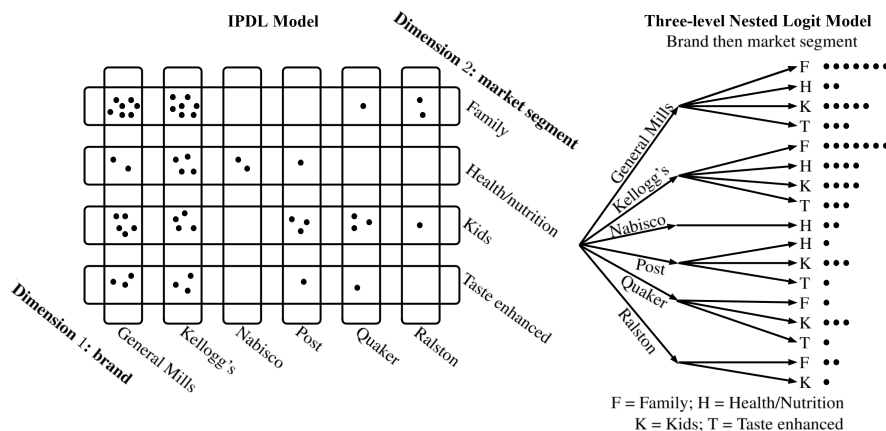 IPDL Model
Dimension 2: market segment
Family
Health/nutrition
Kids
Taste enhanced
Dimension 1: brand
General Mills
Kellogg's
Nabisco
Post
Quaker
Ralston
Three-level Nested Logit Model
Brand then market segment
General Mills
F
H
K
T
Kellogg's
F
H
K
T
Nabisco
H
Post
H
K
T
Quaker
F
K
T
Ralston
F
K
F = Family; H = Health/Nutrition
K = Kids; T = Taste enhanced